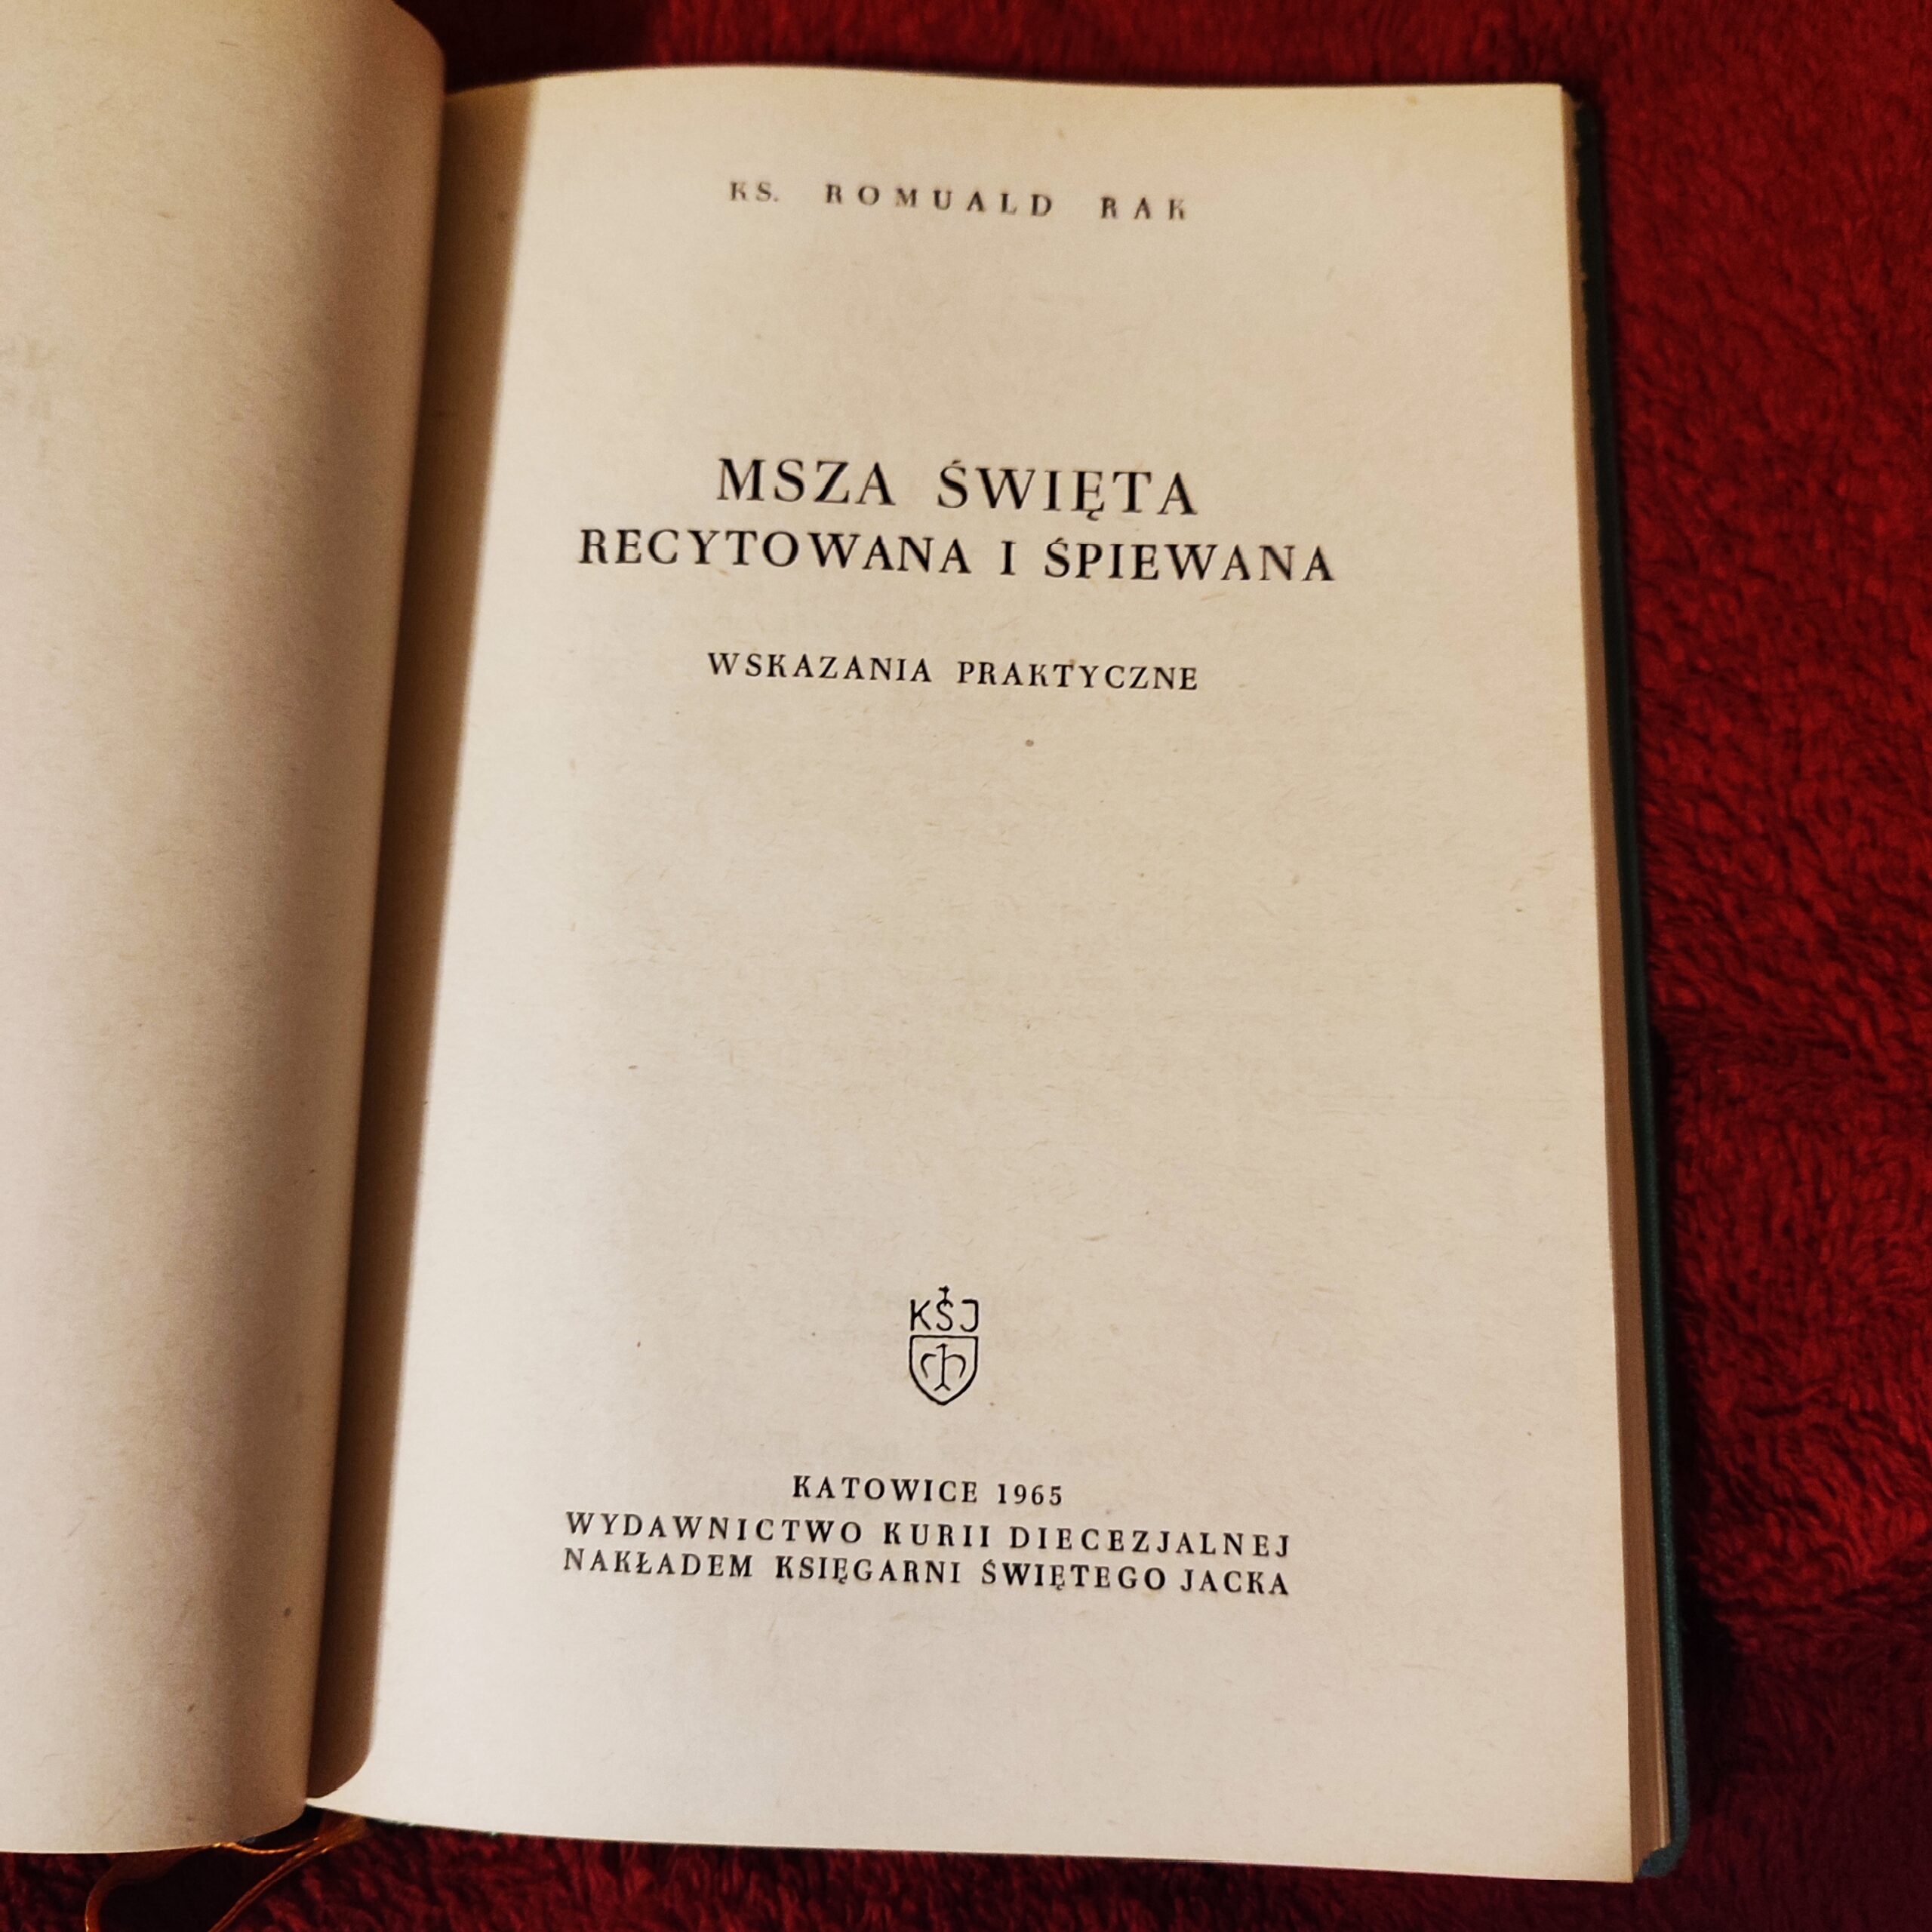 KS. ROMUALD RAK
MSZA ŚWIĘTA
RECYTOWANA I ŚPIEWANA
WSKAZANIA PRAKTYCZNE
KŚJ
KATOWICE 1965
WYDAWNICTWO KURII DIECEZJALNEJ
NAKŁADEM KSIĘGARNI ŚWIĘTEGO JACKA